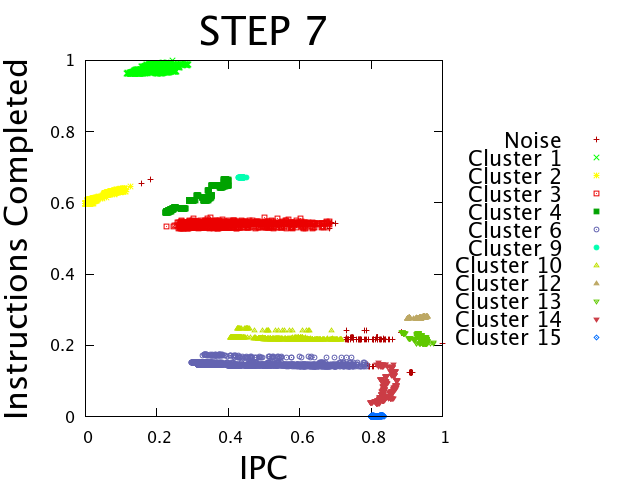 STEP 7
Instructions Completed
1
0.8
0.6
0.4
0.2
0
0
0.2
0.4
0.6
0.8
1
IPC
Noise
Cluster 1
Cluster 2
Cluster 3
Cluster 4
Cluster 6
Cluster 9
Cluster 10
Cluster 12
Cluster 13
Cluster 14
Cluster 15